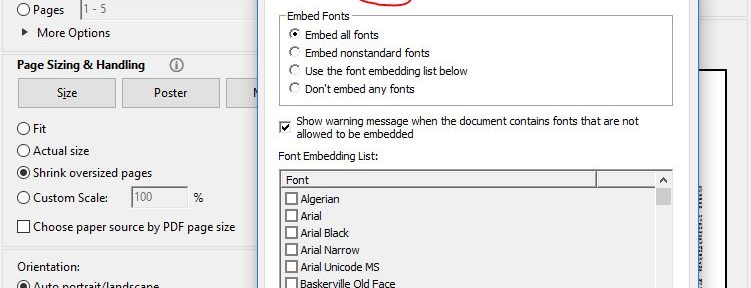 Pages 1 - 5
More Options
Page Sizing & Handling
Size Poster
Fit
Actual size
Shrink oversized pages
Custom Scale: 100 %
Choose paper source by PDF page size
Orientation:
Auto portrait/landscape
Embed Fonts
Embed all fonts
Embed nonstandard fonts
Use the font embedding list below
Don't embed any fonts
Show warning message when the document contains fonts that are not
allowed to be embedded
Font Embedding List:
Font
Algerian
Arial
Arial Black
Arial Narrow
Arial Unicode MS
Baskerville Old Face